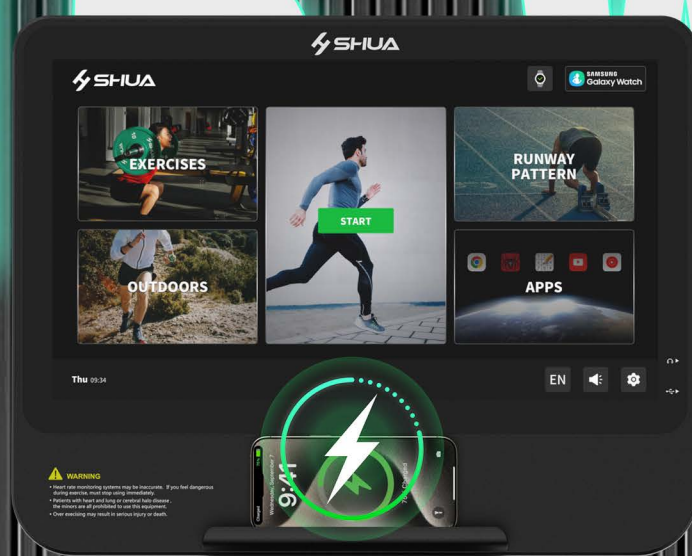 SHUA
SHUA
SAMSUNG
Galaxy Watch
EXERCISES
START
RUNWAY
PATTERN
OUTDOORS
APPS
Thu 09:34
EN
WARNING
• Heart rate monitoring systems may be inaccurate. If you feel dangerous
during exercise, must stop using immediately.
• Patients with heart and lung or cerebral halo disease,
the minors are all prohibited to use this equipment.
• Over exercising may result in serious injury or death.
Wednesday, September 7
9:41